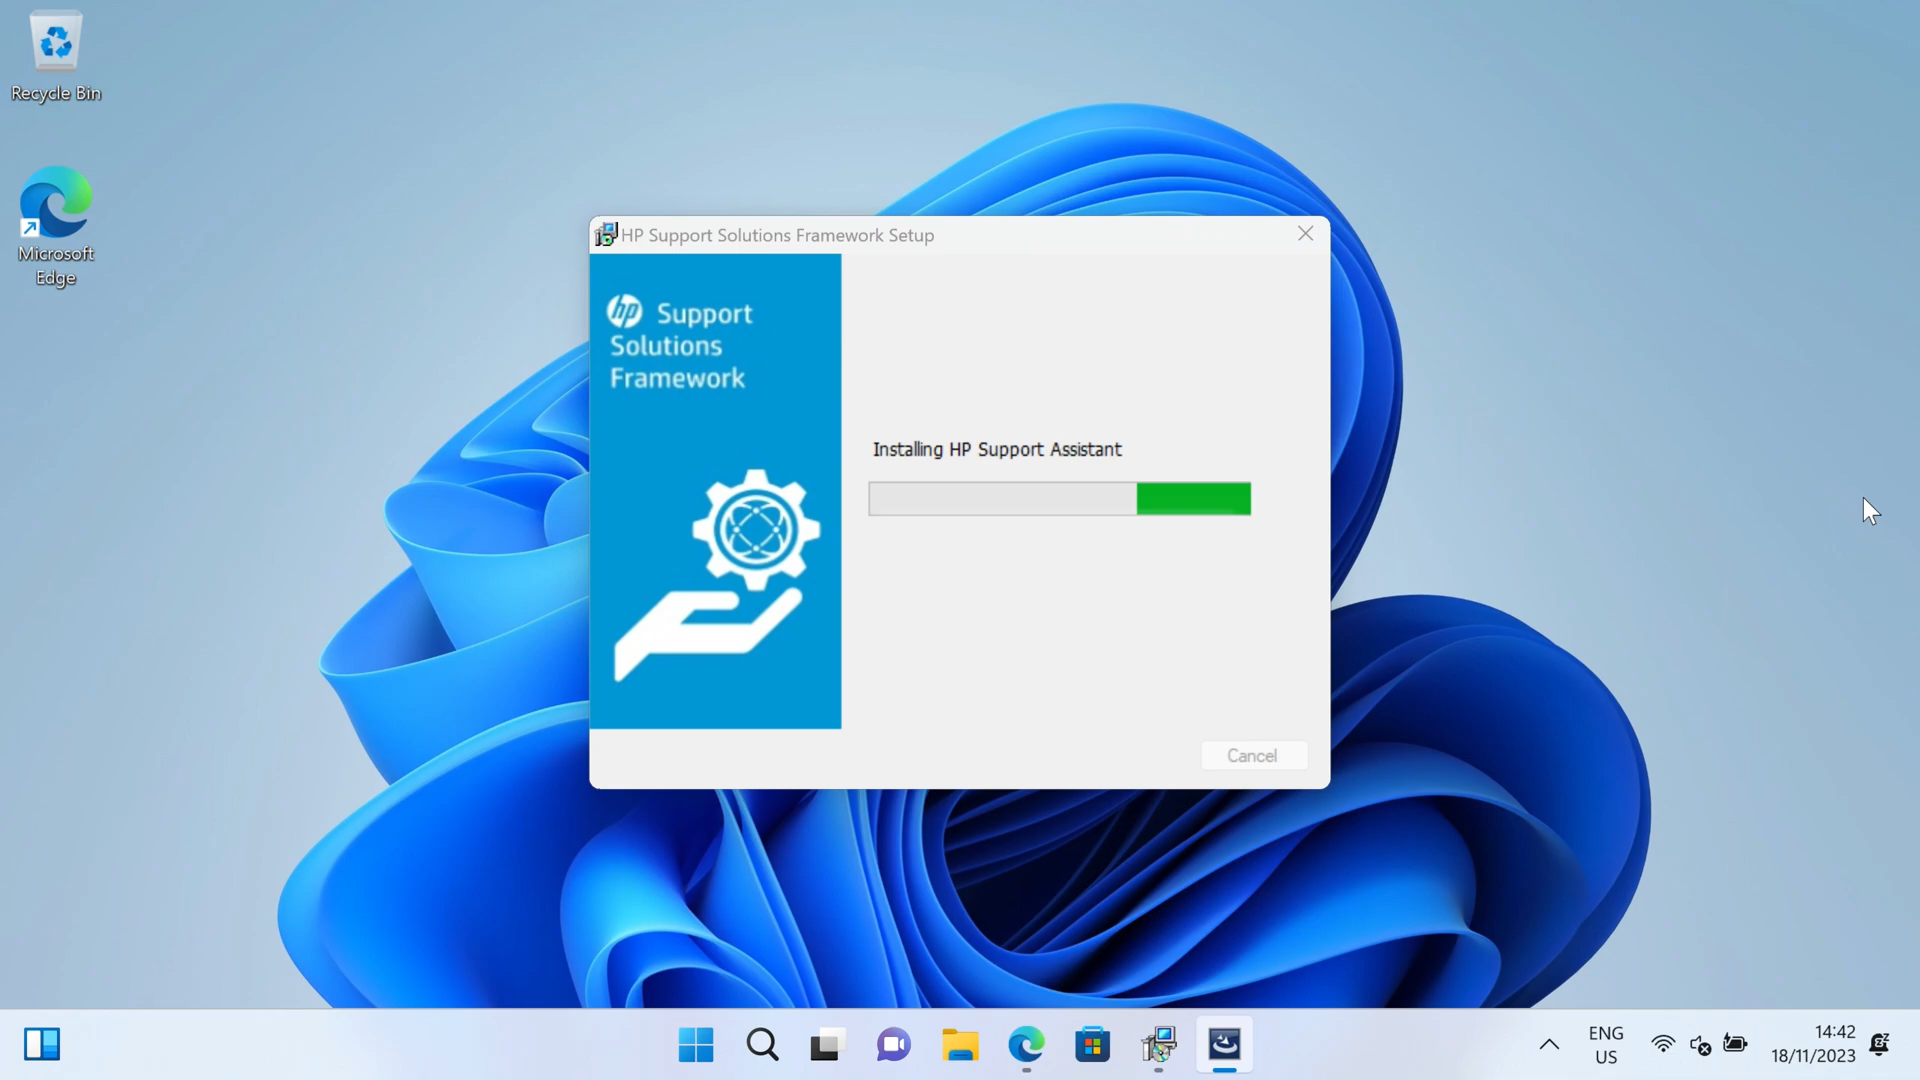 Recycle Bin
Microsoft
Edge
HP Support Solutions Framework Setup
hp Support
Solutions
Framework
Installing HP Support Assistant
Cancel
ENG
US
14:42
18/11/2023